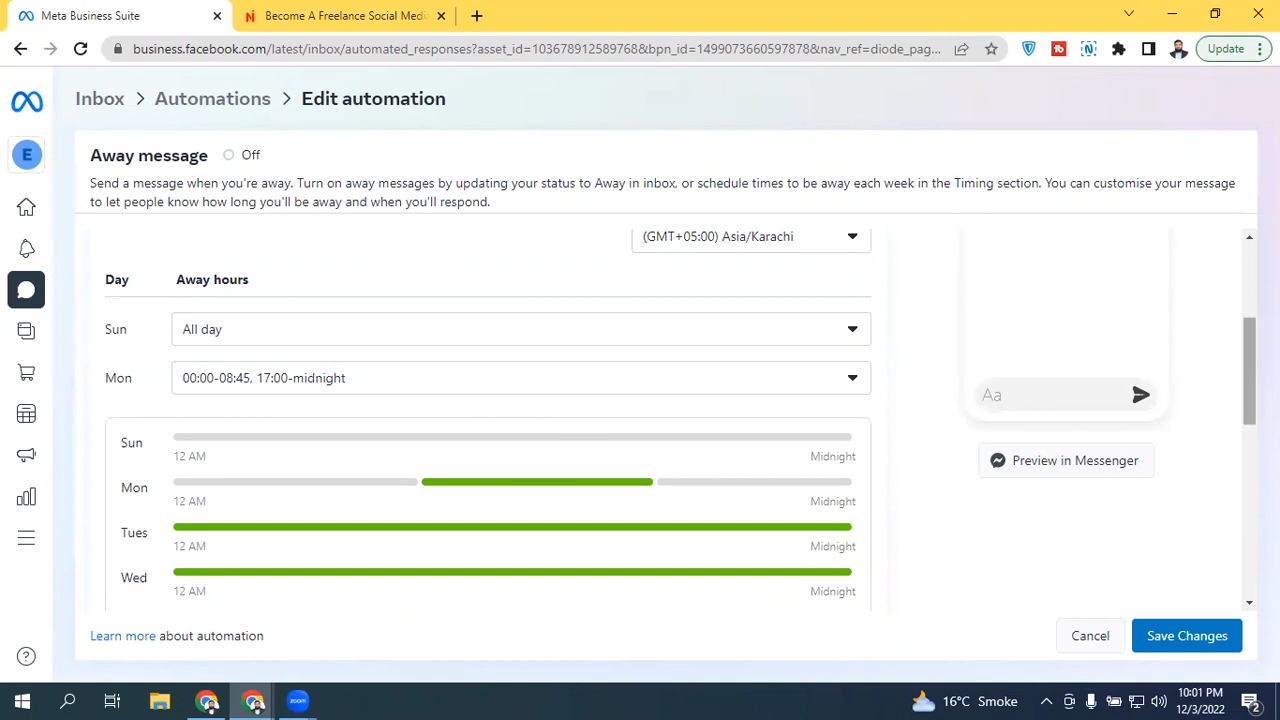 Meta Business Suite
Become A Freelance Social Medi
Update
business.facebook.com/latest/inbox/automated_responses?asset_id=103678912589768&bpn_id=1499073660597878&nav_ref=diode_pag...
Inbox > Automations > Edit automation
E
Away message Off
Send a message when you're away. Turn on away messages by updating your status to Away in inbox, or schedule times to be away each week in the Timing section. You can customise your message
to let people know how long you'll be away and when you'll respond.
(GMT+05:00) Asia/Karachi
Day Away hours
Sun All day
Mon 00:00-08:45, 17:00-midnight
Aa
Preview in Messenger
Sun
12 AM Midnight
Mon
12 AM Midnight
Tues
12 AM Midnight
Wed
12 AM Midnight
Learn more about automation
Cancel
Save Changes
zoom
16°C Smoke
10:01 PM
12/3/2022
2